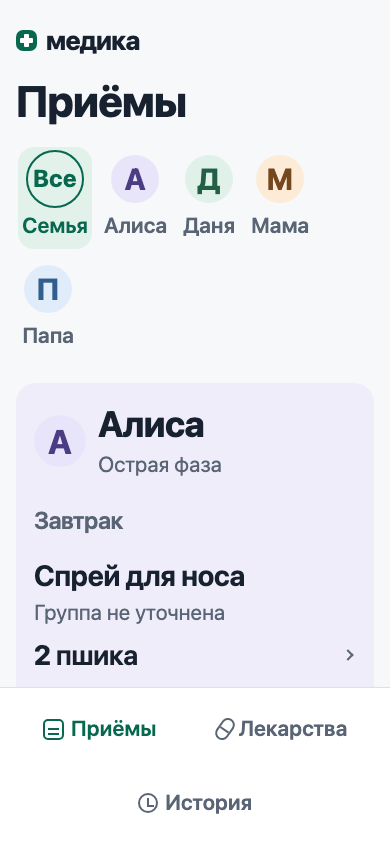 медика
Приёмы
Все
Семья
А
Алиса
Д
Даня
М
Мама
П
Папа
А
Алиса
Острая фаза
Завтрак
Спрей для носа
Группа не уточнена
2 пшика
Приёмы
Лекарства
История